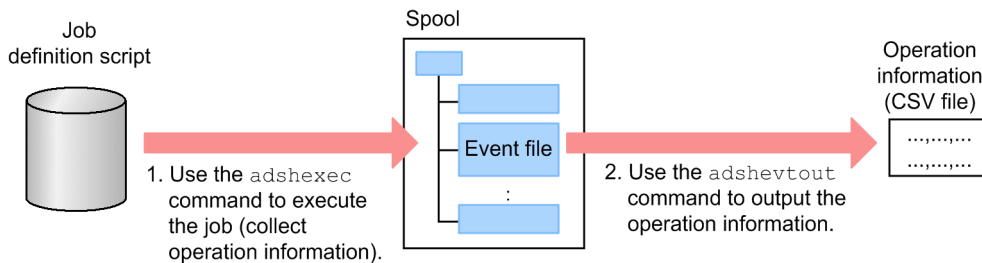 Job
definition script
Spool
Operation
information
(CSV file)
Event file
...,...,...
...,...,...
:
1. Use the adshexec
command to execute
the job (collect
operation information).
2. Use the adshevtout
command to output the
operation information.